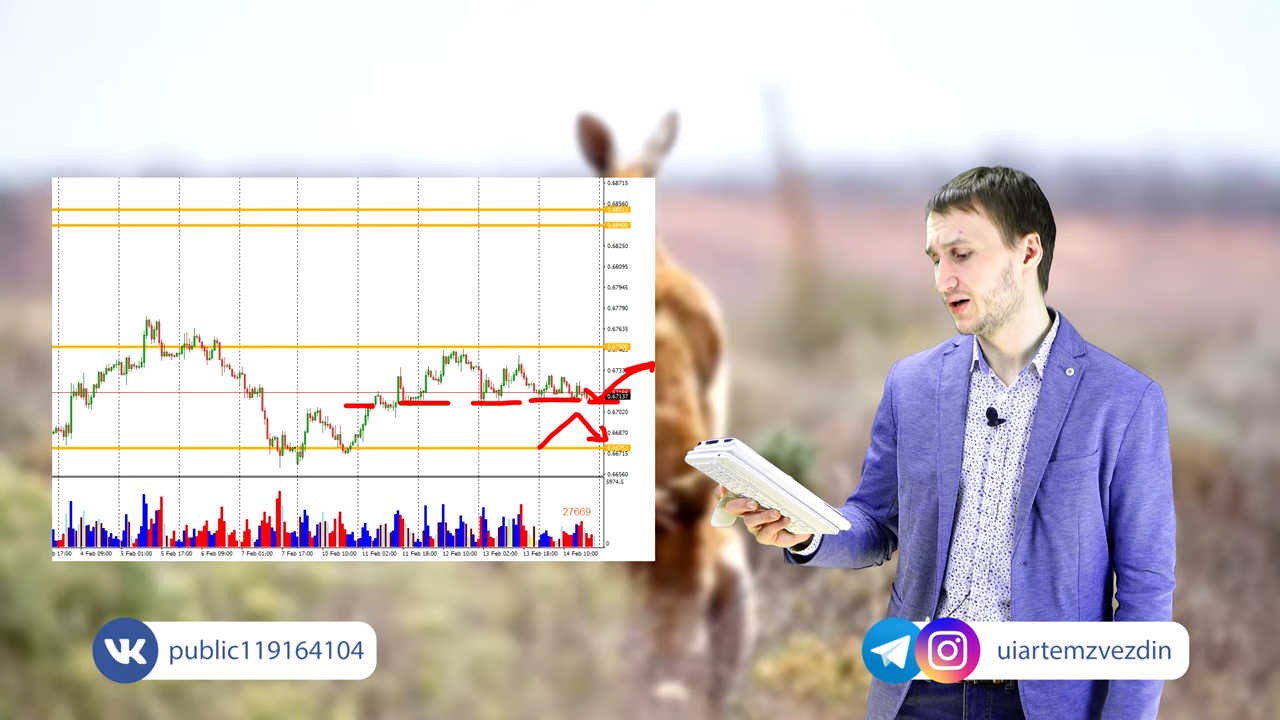 0.68715
0.68560
0.68400
0.68250
0.68095
0.67945
0.67790
0.67635
0.67500
0.67137
0.67020
0.66870
0.66715
0.66560
5974.5
27669
0
17:00
4 Feb 09:00
5 Feb 01:00
5 Feb 17:00
6 Feb 09:00
7 Feb 01:00
7 Feb 17:00
10 Feb 10:00
11 Feb 02:00
11 Feb 18:00
12 Feb 10:00
13 Feb 02:00
13 Feb 18:00
14 Feb 10:00
public119164104
uiartemzvezdin